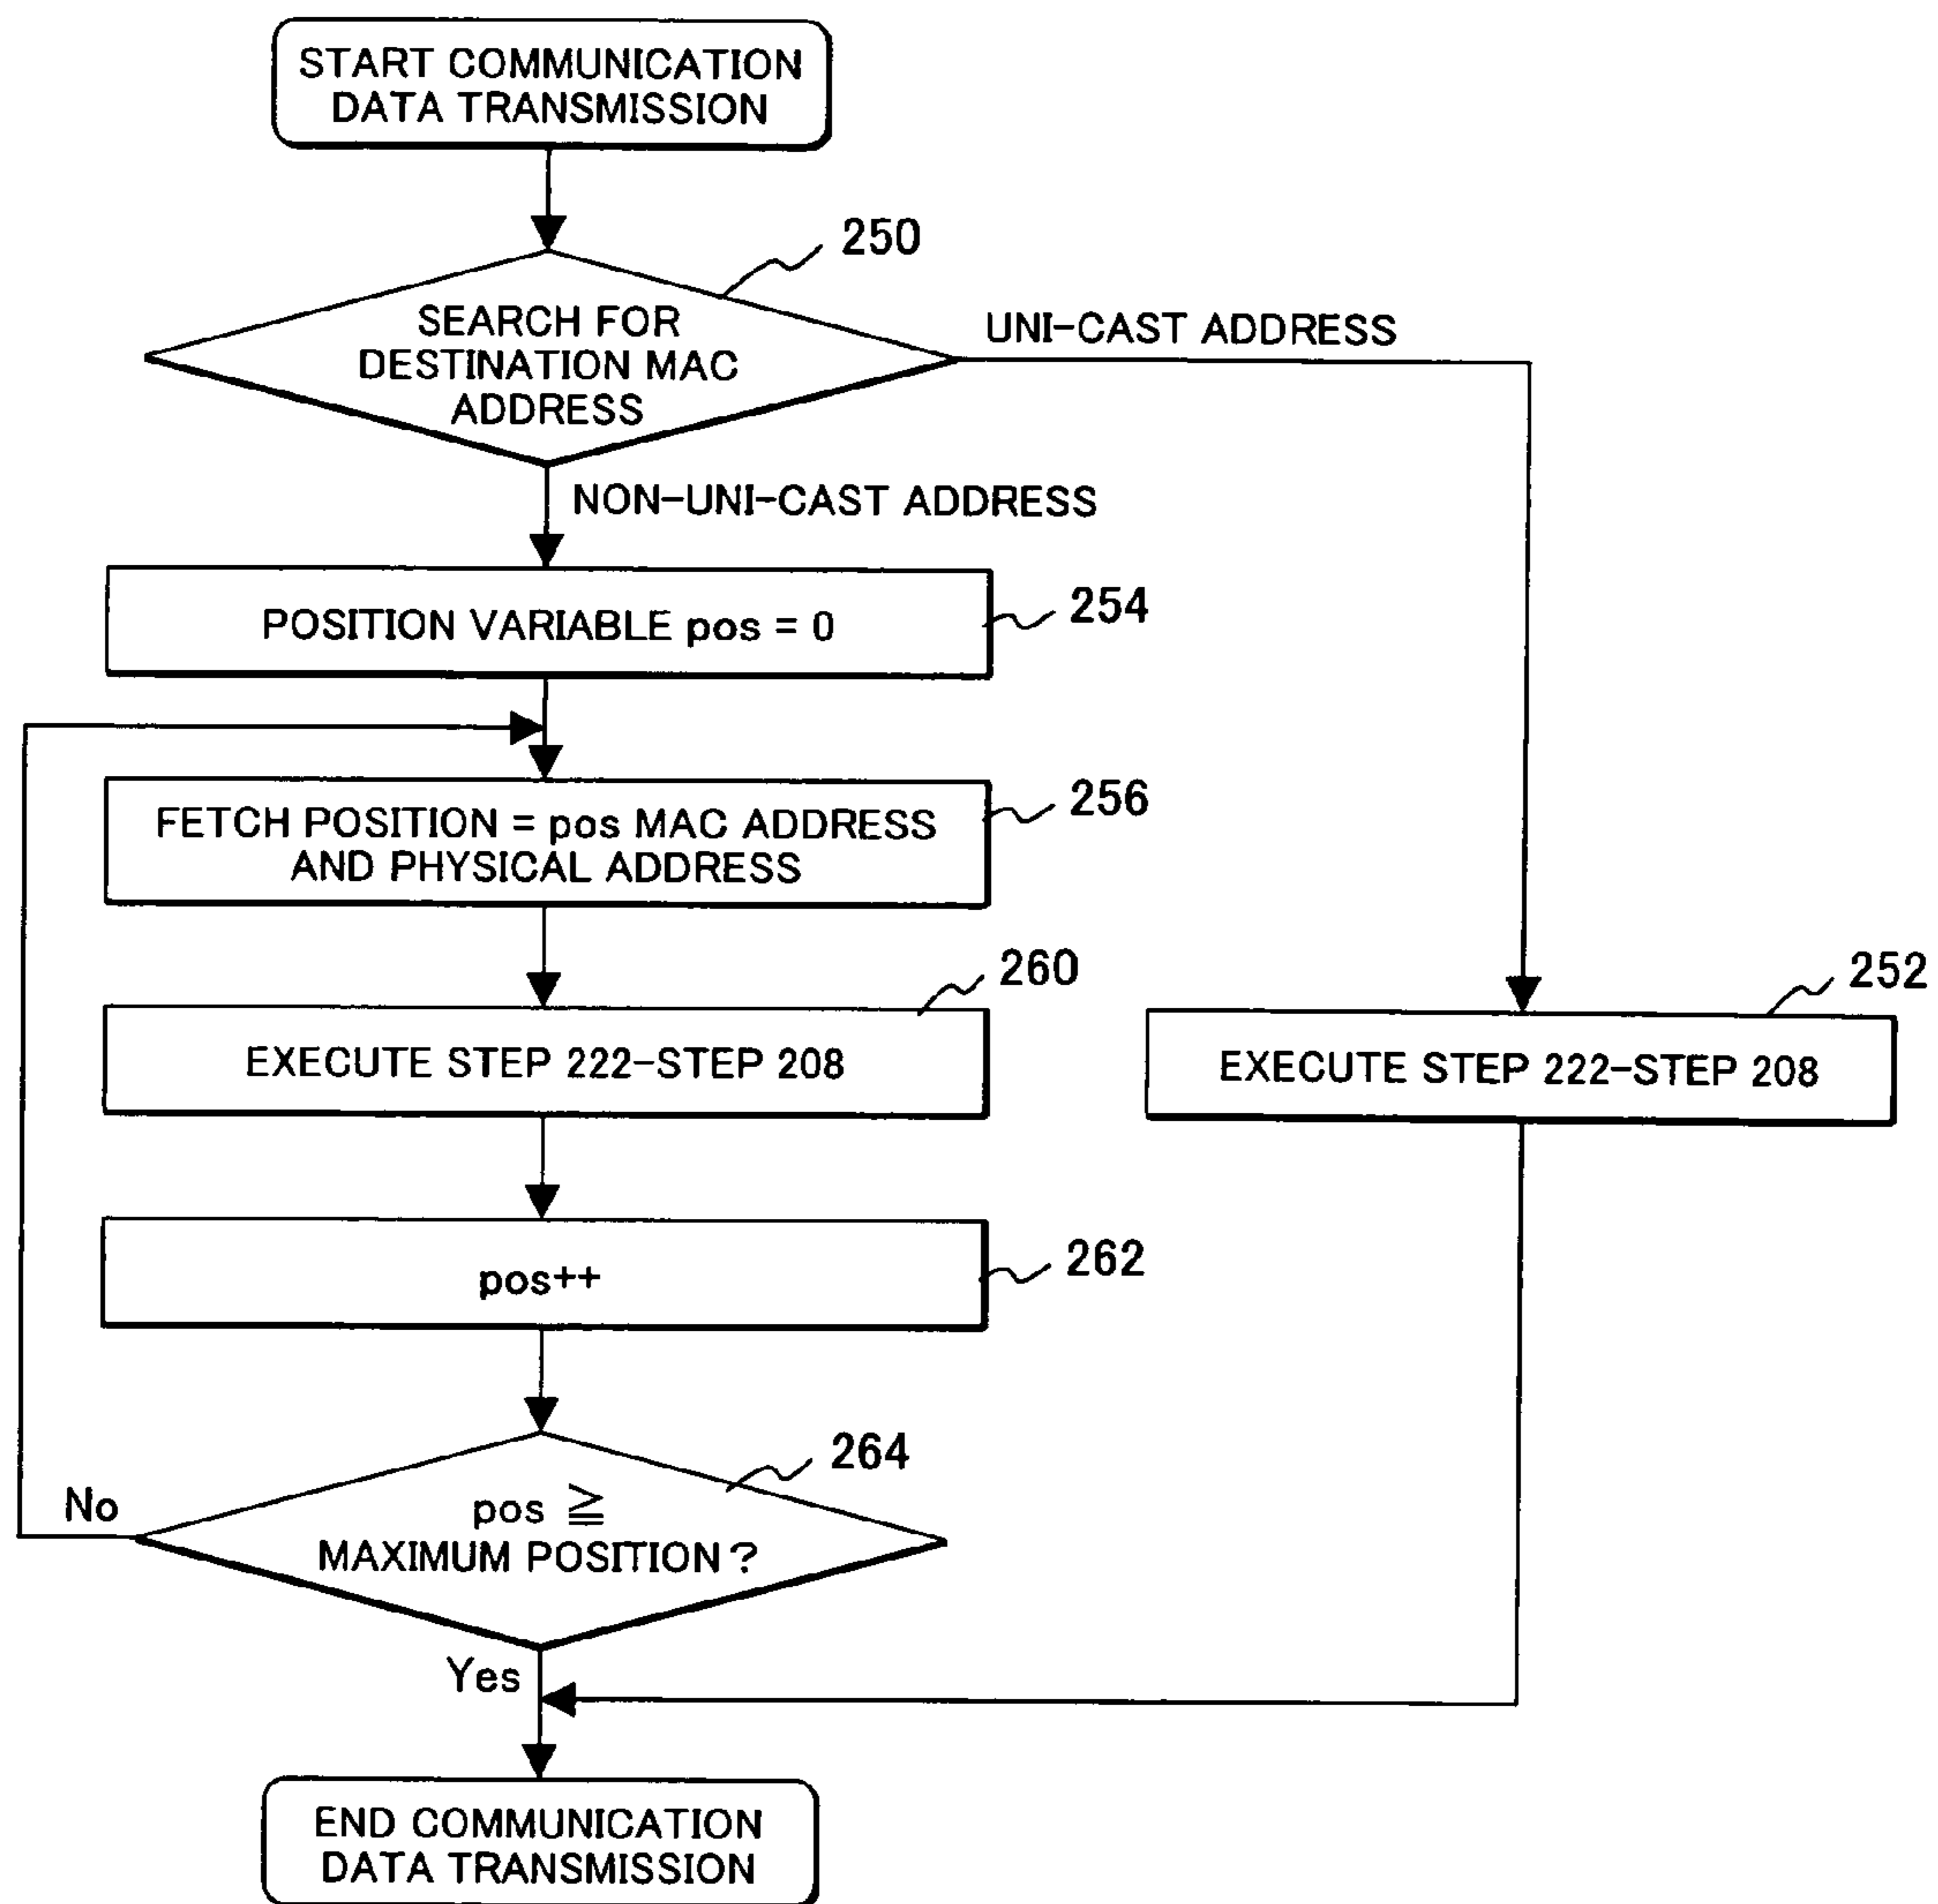 START COMMUNICATION
DATA TRANSMISSION
250
SEARCH FOR
DESTINATION MAC
ADDRESS
UNI-CAST ADDRESS
NON-UNI-CAST ADDRESS
POSITION VARIABLE pos = 0
254
FETCH POSITION = pos MAC ADDRESS
AND PHYSICAL ADDRESS
256
260
EXECUTE STEP 222-STEP 208
252
EXECUTE STEP 222-STEP 208
pos++
262
264
pos ≧
MAXIMUM POSITION ?
No
Yes
END COMMUNICATION
DATA TRANSMISSION